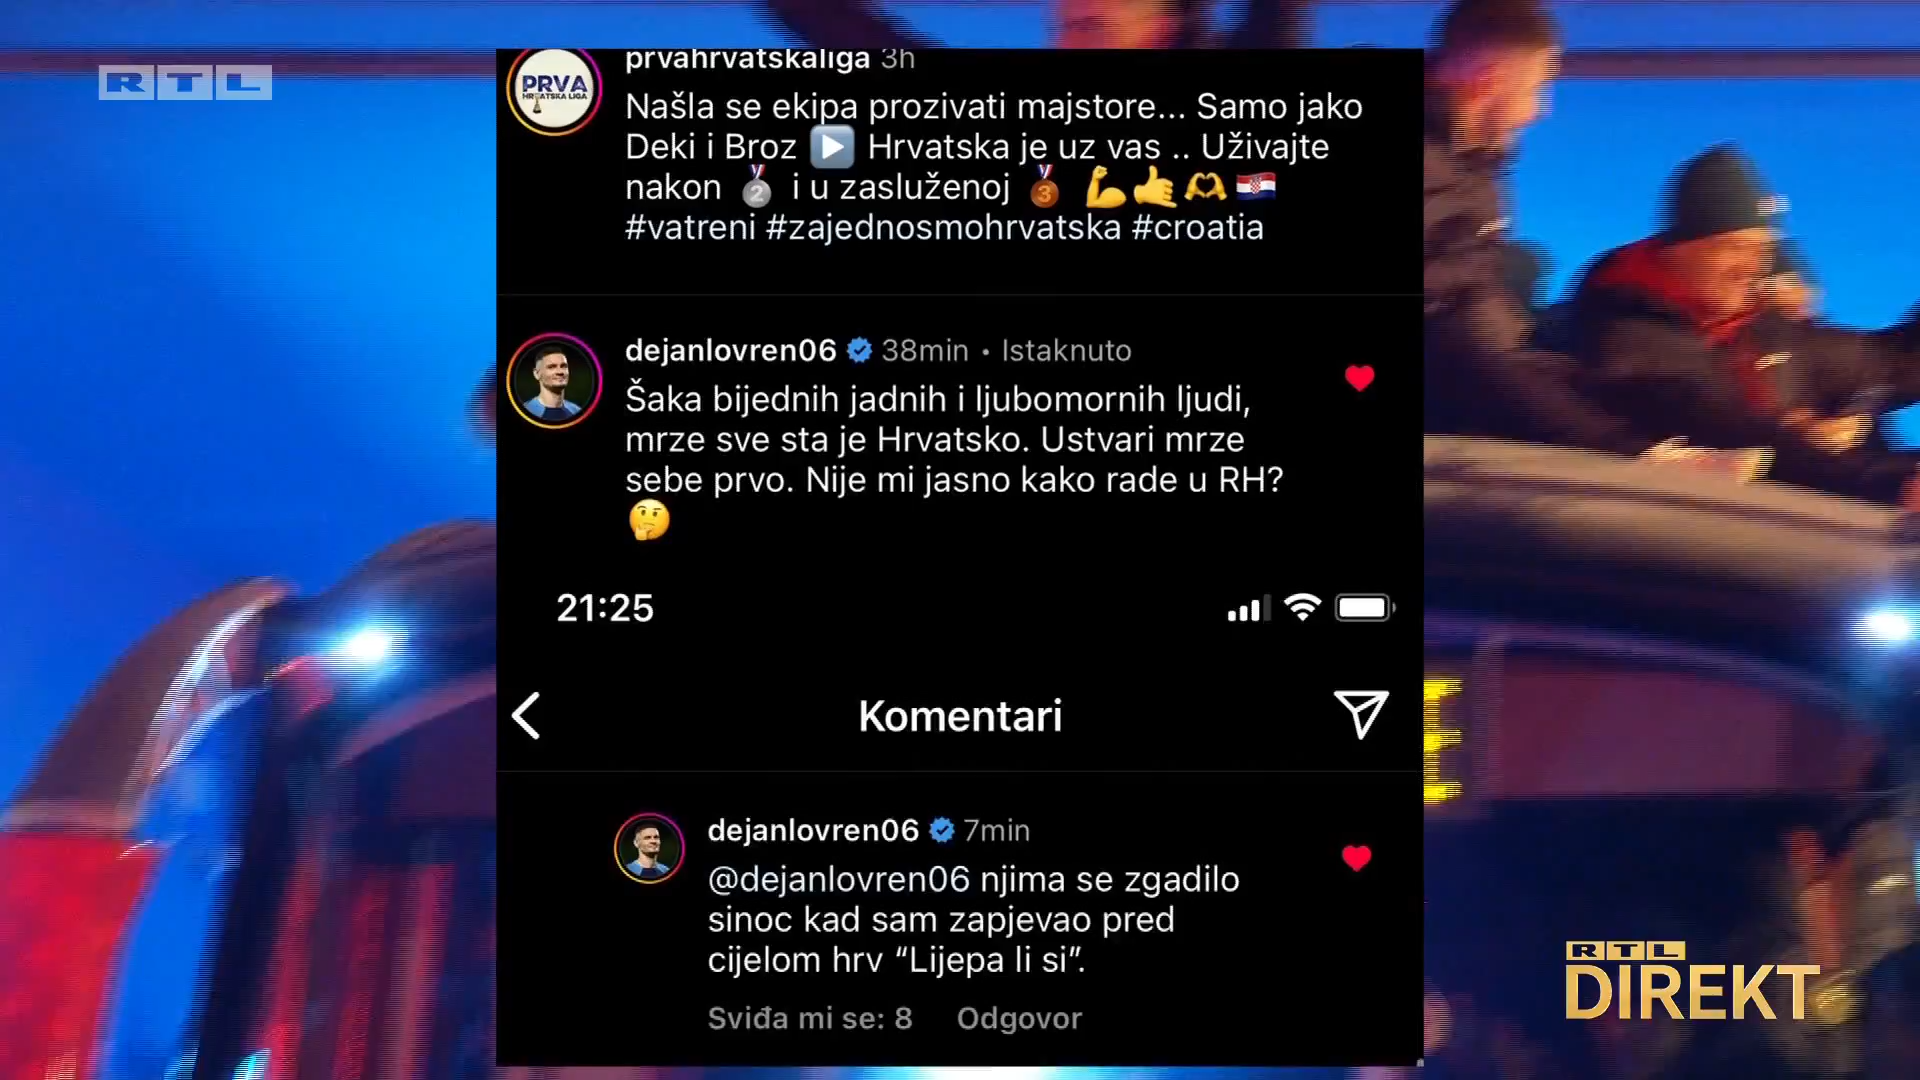 RTL
prvahrvatskaliga 3h
PRVA
HRVATSKA LIGA
Našla se ekipa prozivati majstore... Samo jako
Deki i Broz ▶️ Hrvatska je uz vas .. Uživajte
nakon 🥈 i u zasluženoj 🥉 💪🤙🫶🇭🇷
#vatreni #zajednosmohrvatska #croatia
dejanlovren06 38min • Istaknuto
Šaka bijednih jadnih i ljubomornih ljudi,
mrze sve sta je Hrvatsko. Ustvari mrze
sebe prvo. Nije mi jasno kako rade u RH?
🤔
21:25
Komentari
dejanlovren06 7min
@dejanlovren06 njima se zgadilo
sinoc kad sam zapjevao pred
cijelom hrv “Lijepa li si”.
Sviđa mi se: 8 Odgovor
RTL
DIREKT